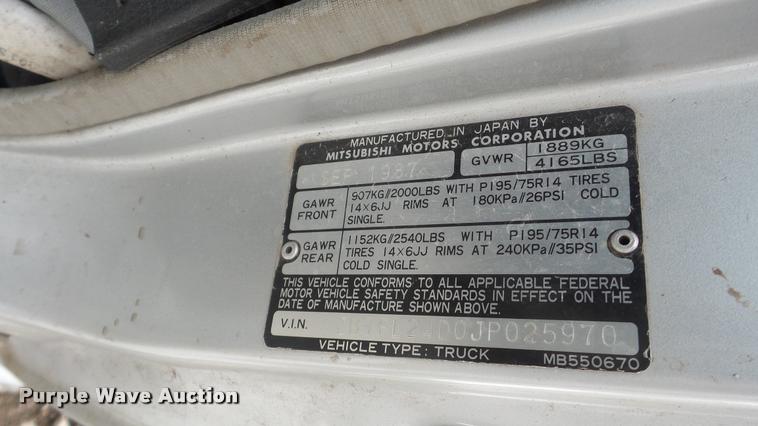 MANUFACTURED IN JAPAN BY
MITSUBISHI MOTORS CORPORATION
SEP 1987
GVWR 1889KG
4165LBS
GAWR FRONT
907KG//2000LBS WITH P195/75R14 TIRES
14×6JJ RIMS AT 180KPa//26PSI COLD
SINGLE.
GAWR REAR
1152KG//2540LBS WITH P195/75R14
TIRES 14×6JJ RIMS AT 240KPa//35PSI
COLD SINGLE.
THIS VEHICLE CONFORMS TO ALL APPLICABLE FEDERAL
MOTOR VEHICLE SAFETY STANDARDS IN EFFECT ON THE
DATE OF MANUFACTURE SHOWN ABOVE.
V.I.N.
VEHICLE TYPE: TRUCK MB550670
Purple Wave Auction